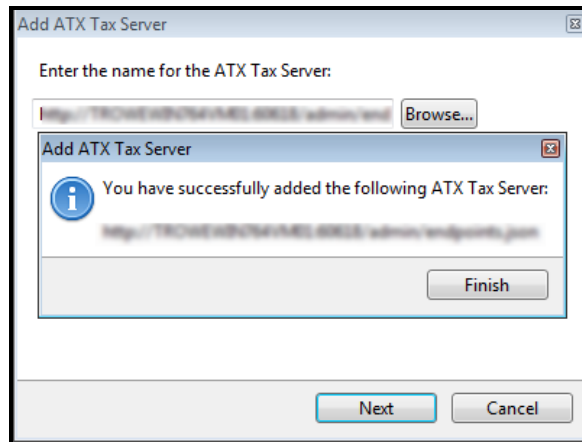 Add ATX Tax Server
Enter the name for the ATX Tax Server:
Browse...
Add ATX Tax Server
You have successfully added the following ATX Tax Server:
Finish
Next
Cancel